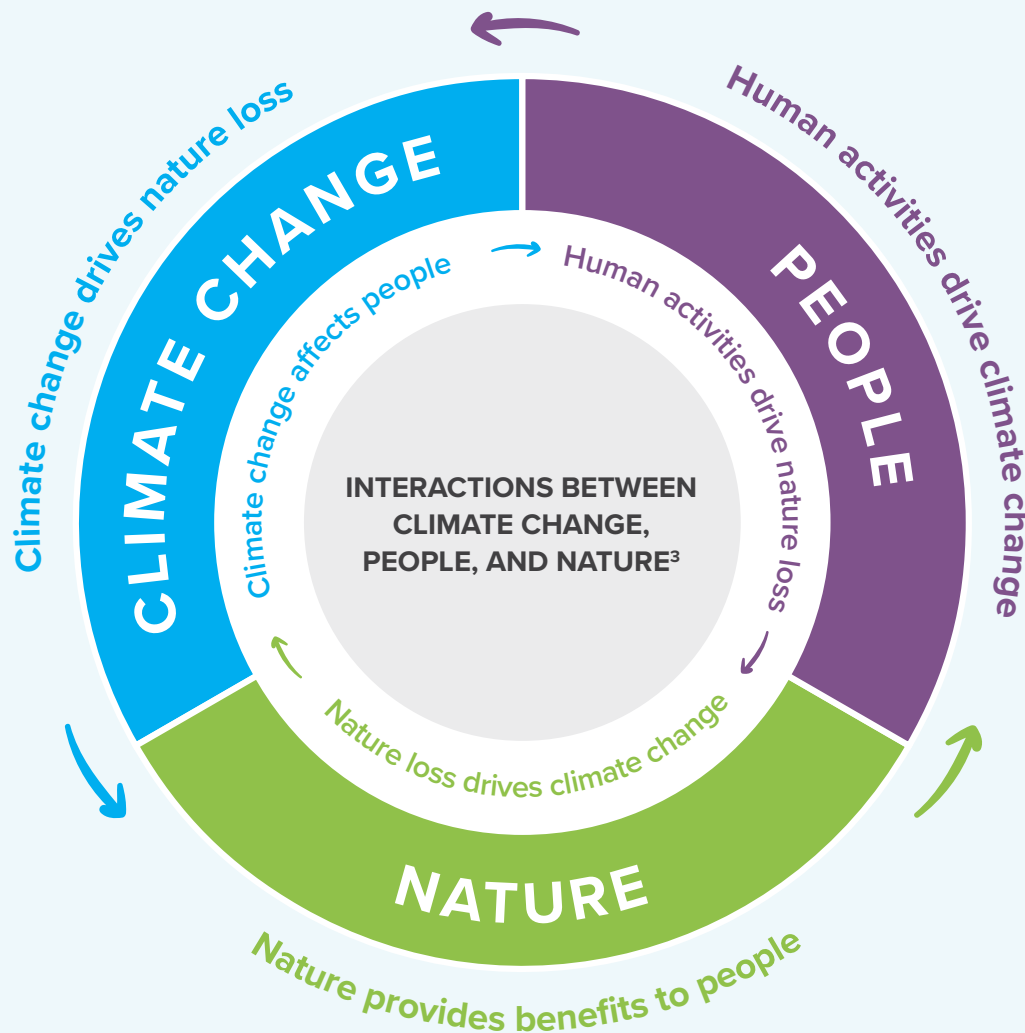 Climate change drives nature loss
Human activities drive climate change
CLIMATE CHANGE
PEOPLE
Climate change affects people
Human activities drive nature loss
INTERACTIONS BETWEEN
CLIMATE CHANGE,
PEOPLE, AND NATURE³
Nature loss drives climate change
NATURE
Nature provides benefits to people